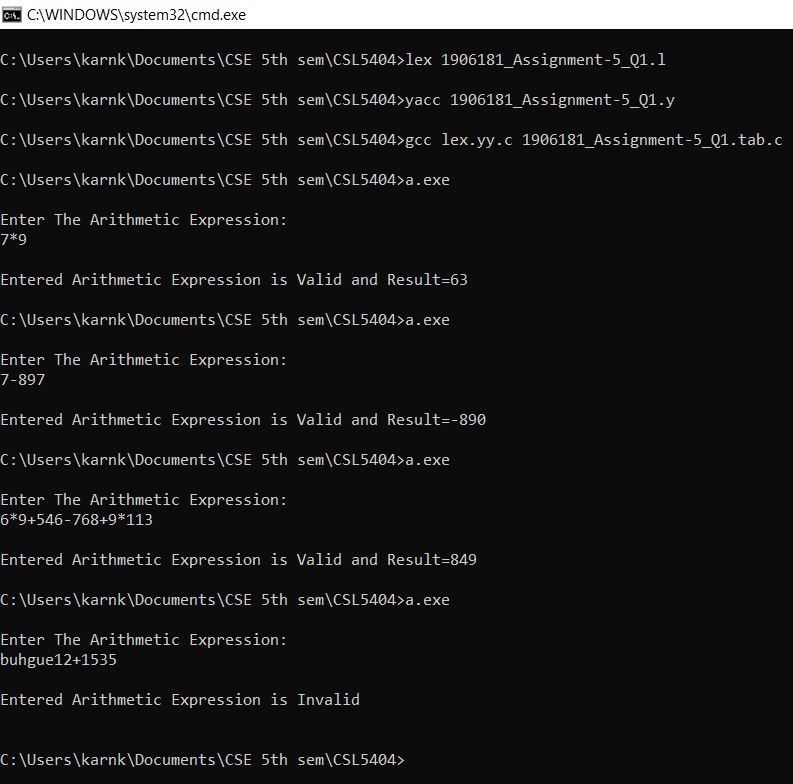 C:\WINDOWS\system32\cmd.exe
C:\Users\karnk\Documents\CSE 5th sem\CSL5404>lex 1906181_Assignment-5_Q1.l
C:\Users\karnk\Documents\CSE 5th sem\CSL5404>yacc 1906181_Assignment-5_Q1.y
C:\Users\karnk\Documents\CSE 5th sem\CSL5404>gcc lex.yy.c 1906181_Assignment-5_Q1.tab.c
C:\Users\karnk\Documents\CSE 5th sem\CSL5404>a.exe
Enter The Arithmetic Expression:
7*9
Entered Arithmetic Expression is Valid and Result=63
C:\Users\karnk\Documents\CSE 5th sem\CSL5404>a.exe
Enter The Arithmetic Expression:
7-897
Entered Arithmetic Expression is Valid and Result=-890
C:\Users\karnk\Documents\CSE 5th sem\CSL5404>a.exe
Enter The Arithmetic Expression:
6*9+546-768+9*113
Entered Arithmetic Expression is Valid and Result=849
C:\Users\karnk\Documents\CSE 5th sem\CSL5404>a.exe
Enter The Arithmetic Expression:
buhgue12+1535
Entered Arithmetic Expression is Invalid
C:\Users\karnk\Documents\CSE 5th sem\CSL5404>